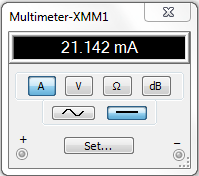 Multimeter-XMM1
21.142 mA
A V Ω dB
+ Set... −